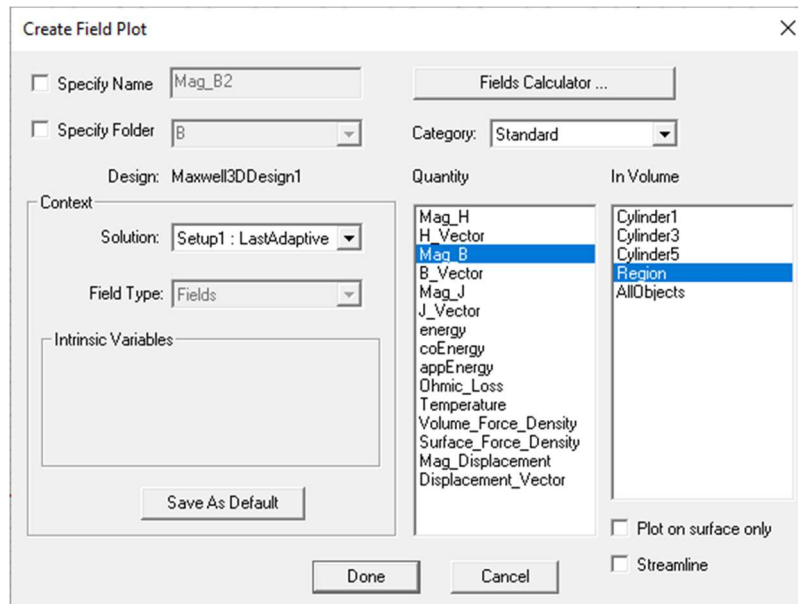 Create Field Plot
Specify Name Mag_B2
Fields Calculator ...
Specify Folder B
Category: Standard
Design: Maxwell3DDesign1
Quantity
In Volume
Context
Solution: Setup1 : LastAdaptive
Field Type: Fields
Intrinsic Variables
Save As Default
Mag_H
H_Vector
Mag_B
B_Vector
Mag_J
J_Vector
energy
coEnergy
appEnergy
Ohmic_Loss
Temperature
Volume_Force_Density
Surface_Force_Density
Mag_Displacement
Displacement_Vector
Cylinder1
Cylinder3
Cylinder5
Region
AllObjects
Plot on surface only
Streamline
Done
Cancel